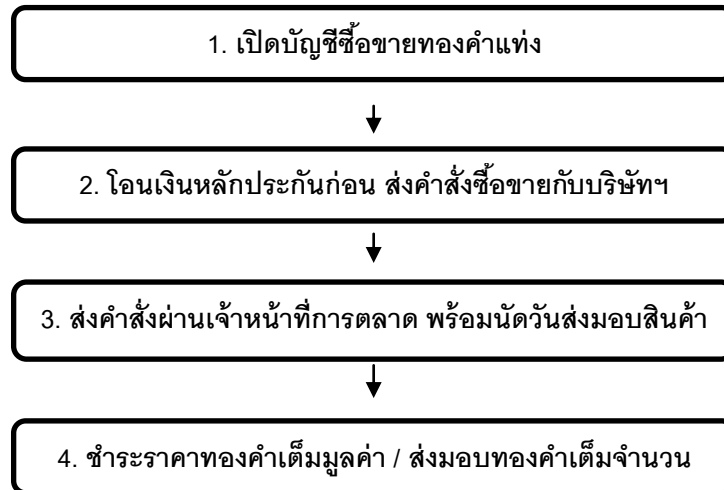 1. เปิดบัญชีซื้อขายทองคำแท่ง
2. โอนเงินหลักประกันก่อน ส่งคำสั่งซื้อขายกับบริษัทฯ
3. ส่งคำสั่งผ่านเจ้าหน้าที่การตลาด พร้อมนัดวันส่งมอบสินค้า
4. ชำระราคาทองคำเต็มมูลค่า / ส่งมอบทองคำเต็มจำนวน